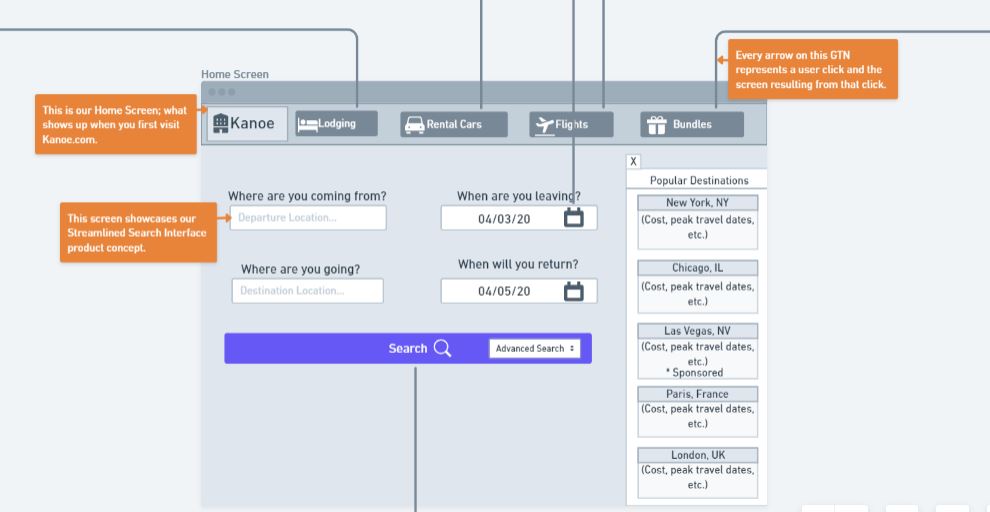 Every arrow on this GTN
represents a user click and the
screen resulting from that click.
Home Screen
This is our Home Screen; what
shows up when you first visit
Kanoe.com.
Kanoe
Lodging
Rental Cars
Flights
Bundles
This screen showcases our
Streamlined Search Interface
product concept.
Where are you coming from?
Departure Location...
When are you leaving?
04/03/20
Where are you going?
Destination Location...
When will you return?
04/05/20
Search
Advanced Search
X
Popular Destinations
New York, NY
(Cost, peak travel dates,
etc.)
Chicago, IL
(Cost, peak travel dates,
etc.)
Las Vegas, NV
(Cost, peak travel dates,
etc.)
* Sponsored
Paris, France
(Cost, peak travel dates,
etc.)
London, UK
(Cost, peak travel dates,
etc.)